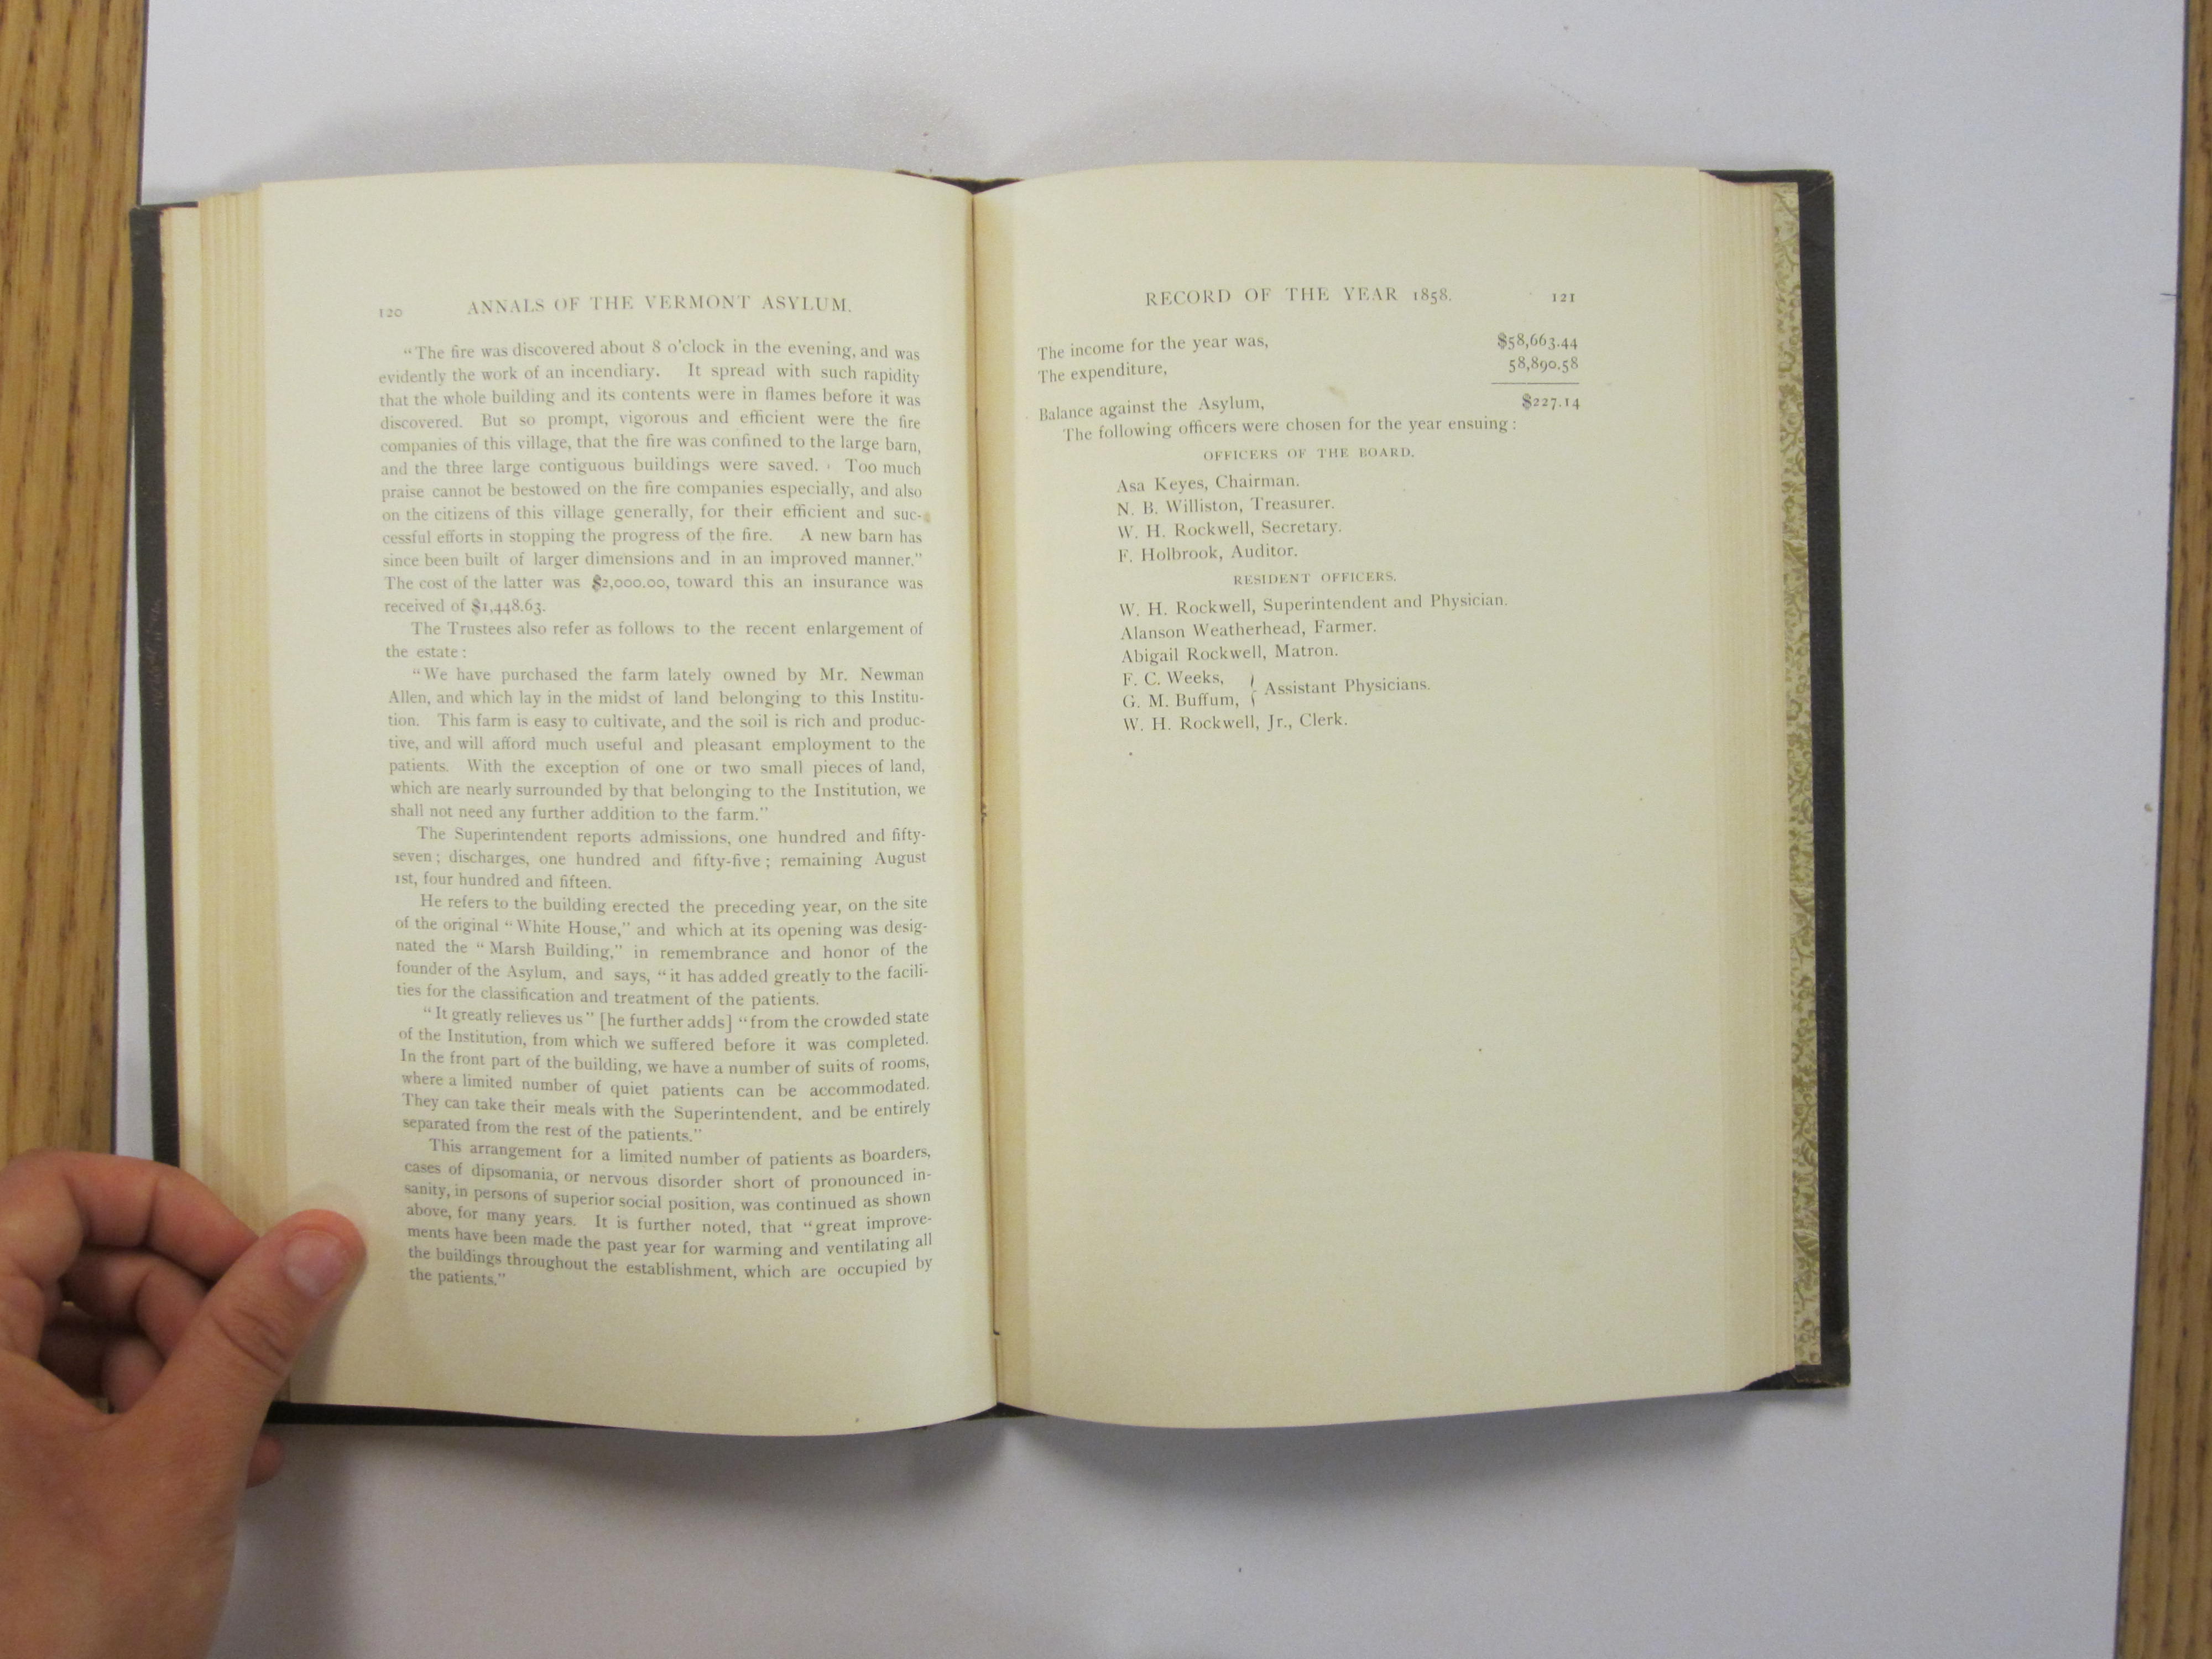 120 ANNALS OF THE VERMONT ASYLUM.
“The fire was discovered about 8 o’clock in the evening, and was
evidently the work of an incendiary. It spread with such rapidity
that the whole building and its contents were in flames before it was
discovered. But so prompt, vigorous and efficient were the fire
companies of this village, that the fire was confined to the large barn,
and the three large contiguous buildings were saved. Too much
praise cannot be bestowed on the fire companies especially, and also
on the citizens of this village generally, for their efficient and suc-
cessful efforts in stopping the progress of the fire. A new barn has
since been built of larger dimensions and in an improved manner.”
The cost of the latter was $2,000.00, toward this an insurance was
received of $1,448.63.
The Trustees also refer as follows to the recent enlargement of
the estate :
“We have purchased the farm lately owned by Mr. Newman
Allen, and which lay in the midst of land belonging to this Institu-
tion. This farm is easy to cultivate, and the soil is rich and produc-
tive, and will afford much useful and pleasant employment to the
patients. With the exception of one or two small pieces of land,
which are nearly surrounded by that belonging to the Institution, we
shall not need any further addition to the farm.”
The Superintendent reports admissions, one hundred and fifty-
seven ; discharges, one hundred and fifty-five ; remaining August
1st, four hundred and fifteen.
He refers to the building erected the preceding year, on the site
of the original “White House,” and which at its opening was desig-
nated the “Marsh Building,” in remembrance and honor of the
founder of the Asylum, and says, “it has added greatly to the facili-
ties for the classification and treatment of the patients.
“It greatly relieves us” [he further adds] “from the crowded state
of the Institution, from which we suffered before it was completed.
In the front part of the building, we have a number of suits of rooms,
where a limited number of quiet patients can be accommodated.
They can take their meals with the Superintendent, and be entirely
separated from the rest of the patients.”
This arrangement for a limited number of patients as boarders,
cases of dipsomania, or nervous disorder short of pronounced in-
sanity, in persons of superior social position, was continued as shown
above, for many years. It is further noted, that “great improve-
ments have been made the past year for warming and ventilating all
the buildings throughout the establishment, which are occupied by
the patients.”
RECORD OF THE YEAR 1858. 121
The income for the year was, $58,663.44
The expenditure, 58,890.58
Balance against the Asylum, $227.14
The following officers were chosen for the year ensuing :
OFFICERS OF THE BOARD.
Asa Keyes, Chairman.
N. B. Williston, Treasurer.
W. H. Rockwell, Secretary.
F. Holbrook, Auditor.
RESIDENT OFFICERS.
W. H. Rockwell, Superintendent and Physician.
Alanson Weatherhead, Farmer.
Abigail Rockwell, Matron.
F. C. Weeks,
G. M. Buffum, } Assistant Physicians.
W. H. Rockwell, Jr., Clerk.